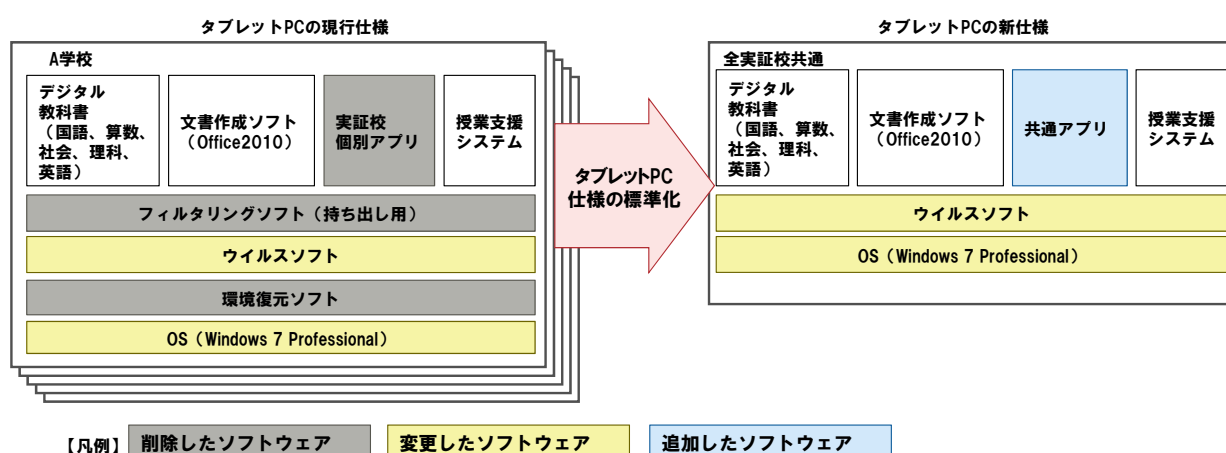 タブレットPCの現行仕様
A学校
デジタル
教科書
（国語、算数、
社会、理科、
英語）
文書作成ソフト
（Office2010）
実証校
個別アプリ
授業支援
システム
フィルタリングソフト（持ち出し用）
ウイルスソフト
環境復元ソフト
OS（Windows 7 Professional）
タブレットPC
仕様の標準化
タブレットPCの新仕様
全実証校共通
デジタル
教科書
（国語、算数、
社会、理科、
英語）
文書作成ソフト
（Office2010）
共通アプリ
授業支援
システム
ウイルスソフト
OS（Windows 7 Professional）
【凡例】
削除したソフトウェア
変更したソフトウェア
追加したソフトウェア